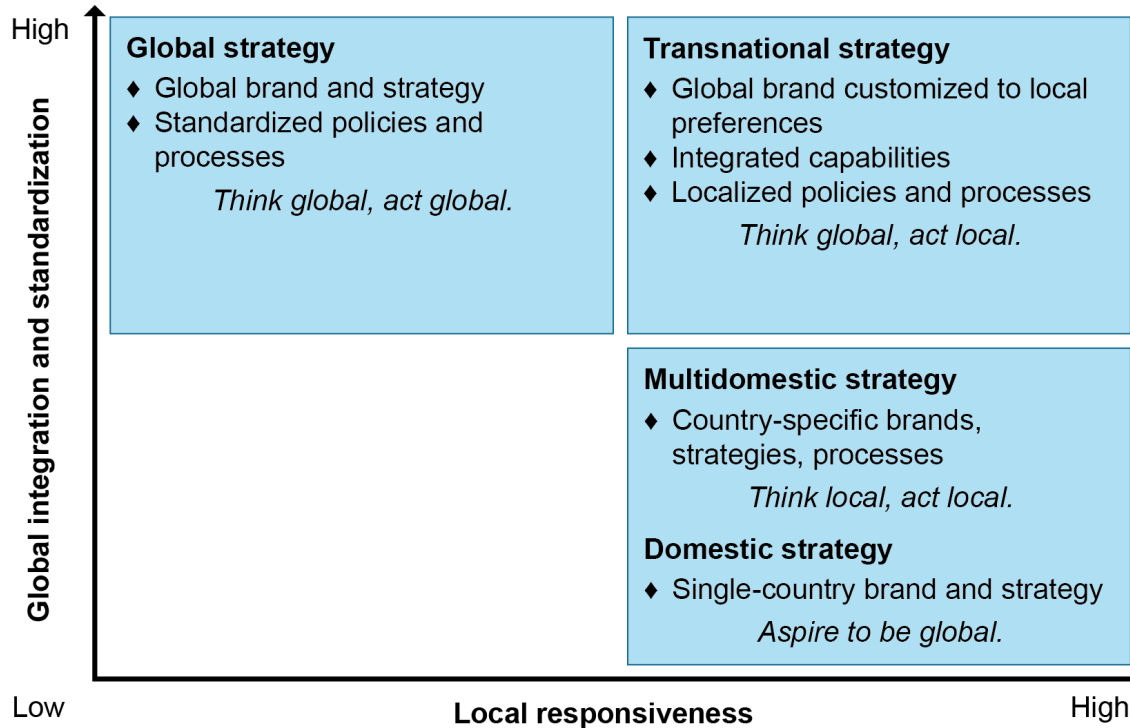 High
Global integration and standardization
Global strategy
♦ Global brand and strategy
♦ Standardized policies and
processes
Think global, act global.
Transnational strategy
♦ Global brand customized to local
preferences
♦ Integrated capabilities
♦ Localized policies and processes
Think global, act local.
Multidomestic strategy
♦ Country-specific brands,
strategies, processes
Think local, act local.
Domestic strategy
♦ Single-country brand and strategy
Aspire to be global.
Low
Local responsiveness
High